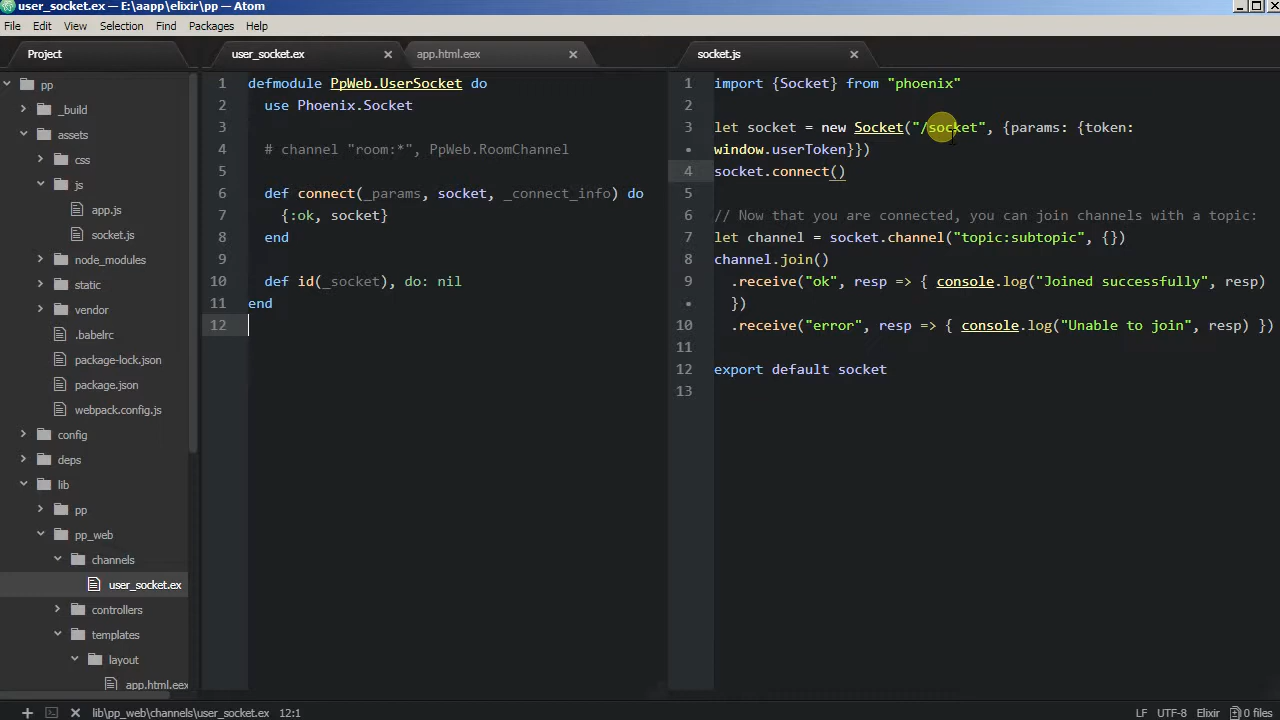 user_socket.ex — E:\aapp\elixir\pp — Atom
File Edit View Selection Find Packages Help
Project
user_socket.ex
app.html.eex
socket.js
pp
_build
assets
css
js
app.js
socket.js
node_modules
static
vendor
.babelrc
package-lock.json
package.json
webpack.config.js
config
deps
lib
pp
pp_web
channels
user_socket.ex
controllers
templates
layout
app.html.eex
1 defmodule PpWeb.UserSocket do
2 use Phoenix.Socket
3
4 # channel "room:*", PpWeb.RoomChannel
5
6 def connect(_params, socket, _connect_info) do
7 {:ok, socket}
8 end
9
10 def id(_socket), do: nil
11 end
12
1 import {Socket} from "phoenix"
2
3 let socket = new Socket("/socket", {params: {token:
• window.userToken}})
4 socket.connect()
5
6 // Now that you are connected, you can join channels with a topic:
7 let channel = socket.channel("topic:subtopic", {})
8 channel.join()
9 .receive("ok", resp => { console.log("Joined successfully", resp)
• })
10 .receive("error", resp => { console.log("Unable to join", resp) })
11
12 export default socket
13
lib\pp_web\channels\user_socket.ex 12:1
LF UTF-8 Elixir 0 files